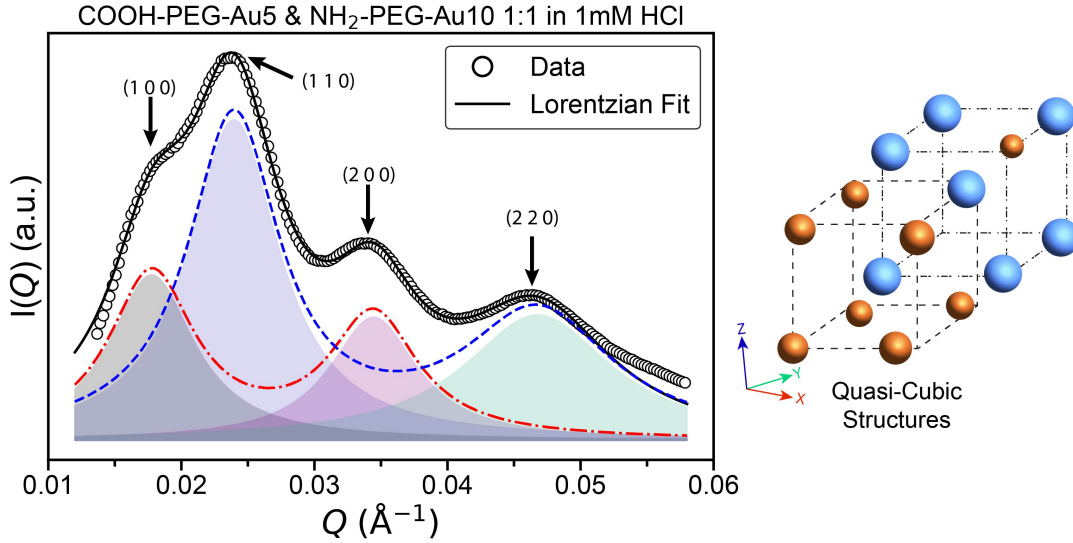 COOH-PEG-Au5 & NH₂-PEG-Au10 1:1 in 1mM HCl
(1 0 0)
(1 1 0)
(2 0 0)
(2 2 0)
Data
Lorentzian Fit
I(Q) (a.u.)
0.01 0.02 0.03 0.04 0.05 0.06
Q (Å⁻¹)
Z
Y
X
Quasi-Cubic
Structures